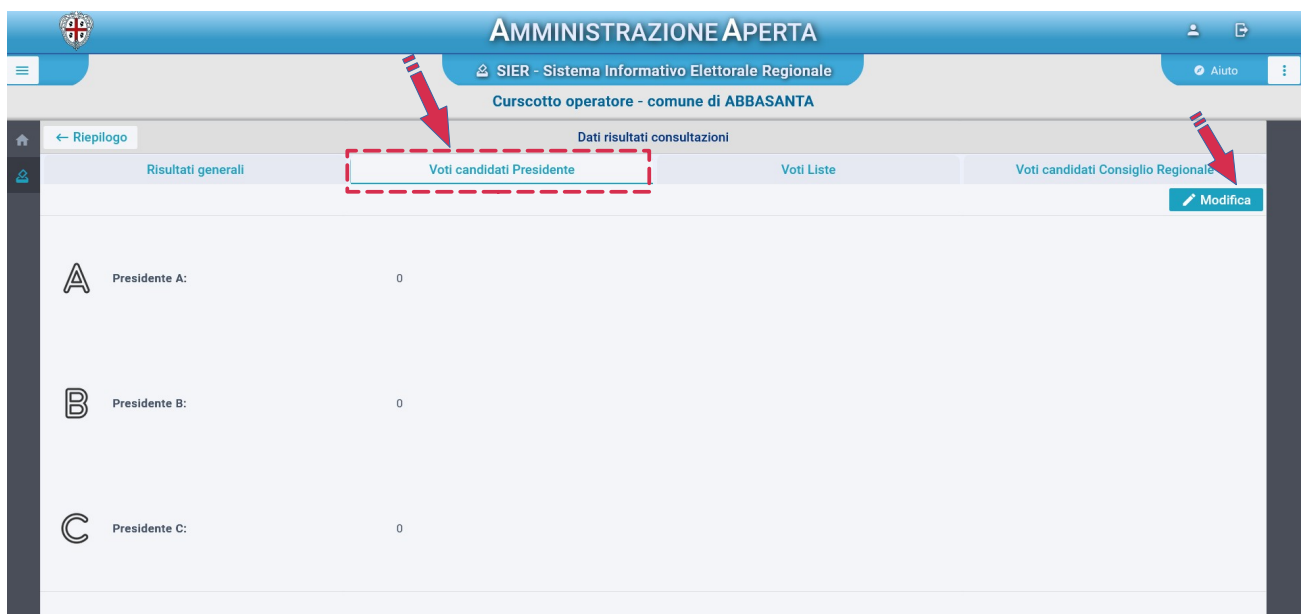 AMMINISTRAZIONE APERTA
SIER - Sistema Informativo Elettorale Regionale
Aiuto
Curscotto operatore - comune di ABBASANTA
← Riepilogo
Dati risultati consultazioni
Risultati generali
Voti candidati Presidente
Voti Liste
Voti candidati Consiglio Regionale
Modifica
A Presidente A: 0
B Presidente B: 0
C Presidente C: 0